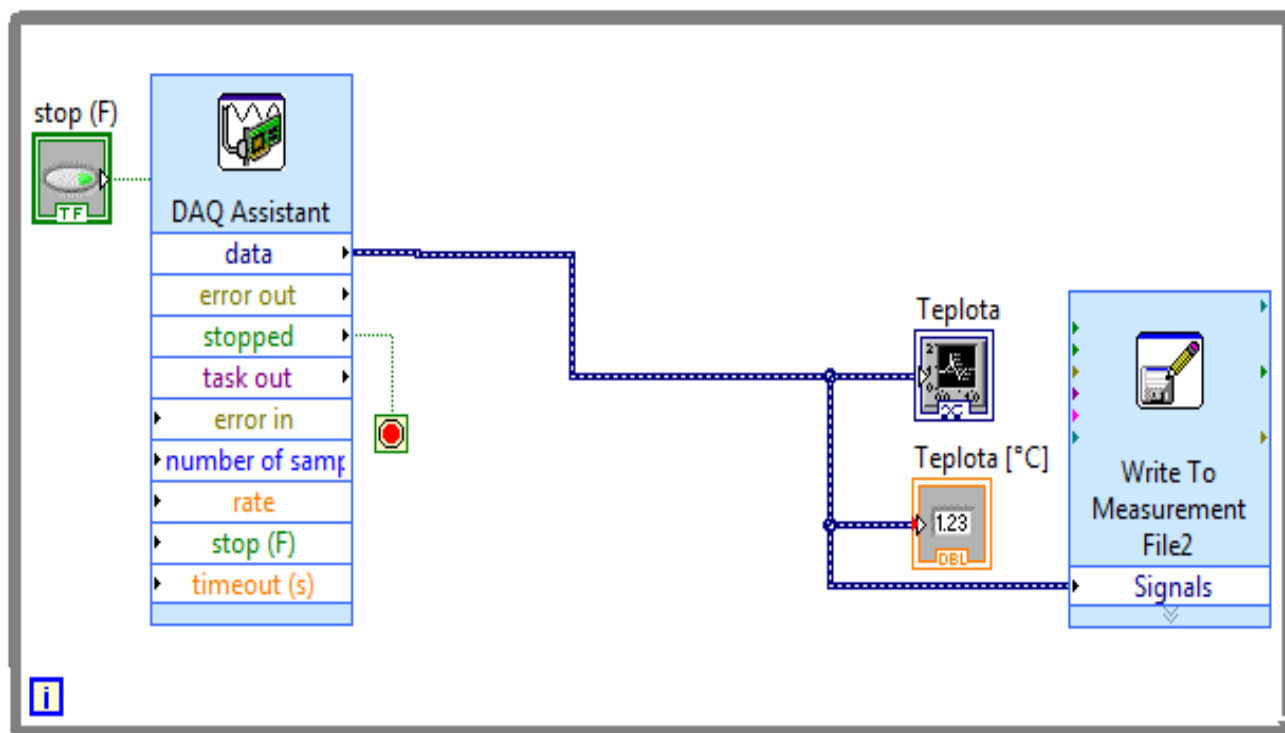 stop (F)
TF
DAQ Assistant
data
error out
stopped
task out
error in
number of samp
rate
stop (F)
timeout (s)
Teplota
Teplota [°C]
1.23
DBL
Write To
Measurement
File2
Signals
i